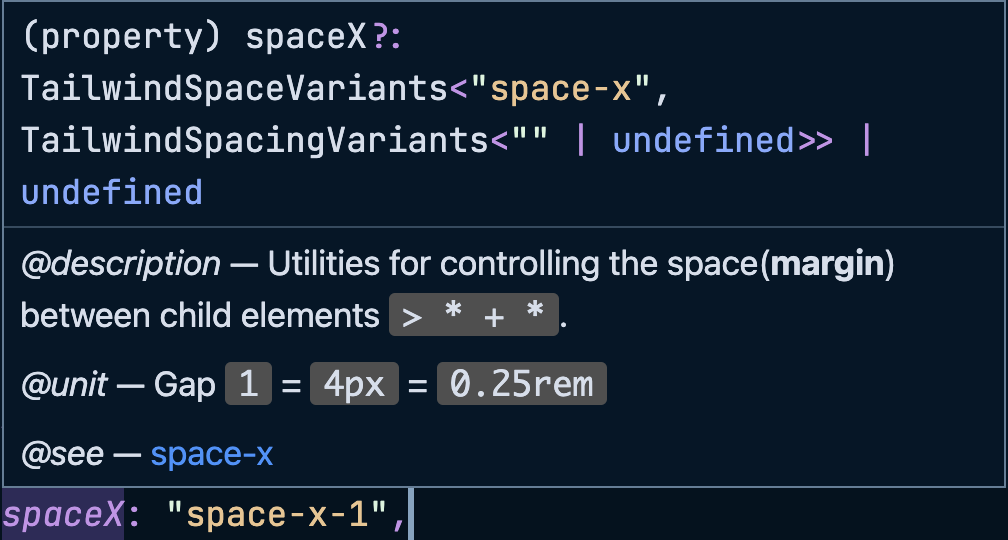 (property) spaceX?:
TailwindSpaceVariants<"space-x",
TailwindSpacingVariants<"" | undefined>> |
undefined
@description — Utilities for controlling the space(margin)
between child elements > * + *.
@unit — Gap 1 = 4px = 0.25rem
@see — space-x
spaceX: "space-x-1",